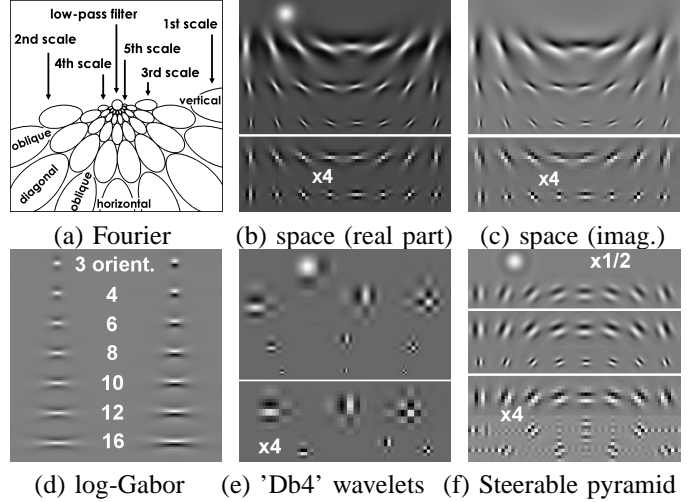 1st scale
low-pass filter
2nd scale
5th scale
4th scale
3rd scale
vertical
oblique
diagonal
oblique
horizontal
x4
x4
(a) Fourier
(b) space (real part)
(c) space (imag.)
3 orient.
4
6
8
10
12
16
x4
x1/2
x4
(d) log-Gabor
(e) 'Db4' wavelets
(f) Steerable pyramid